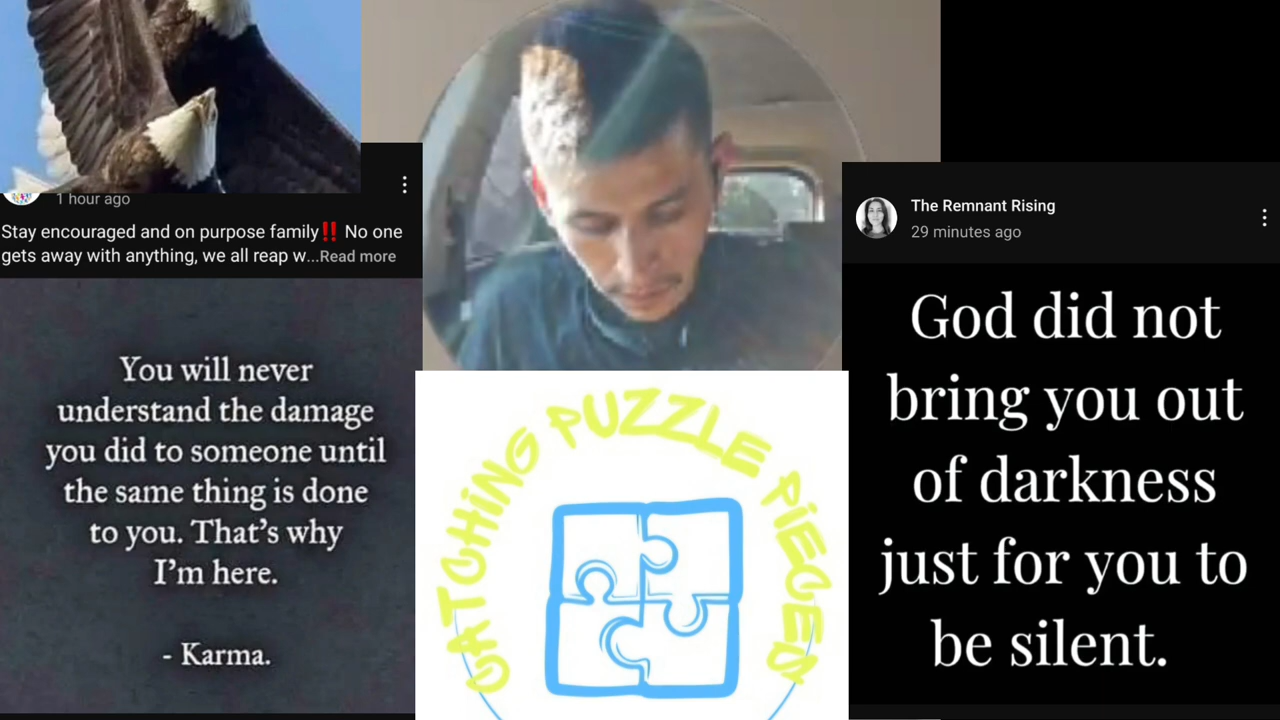 1 hour ago
Stay encouraged and on purpose family‼️ No one
gets away with anything, we all reap w...Read more
You will never
understand the damage
you did to someone until
the same thing is done
to you. That's why
I'm here.
- Karma.
CATCHING PUZZLE PIECES
The Remnant Rising
29 minutes ago
God did not
bring you out
of darkness
just for you to
be silent.